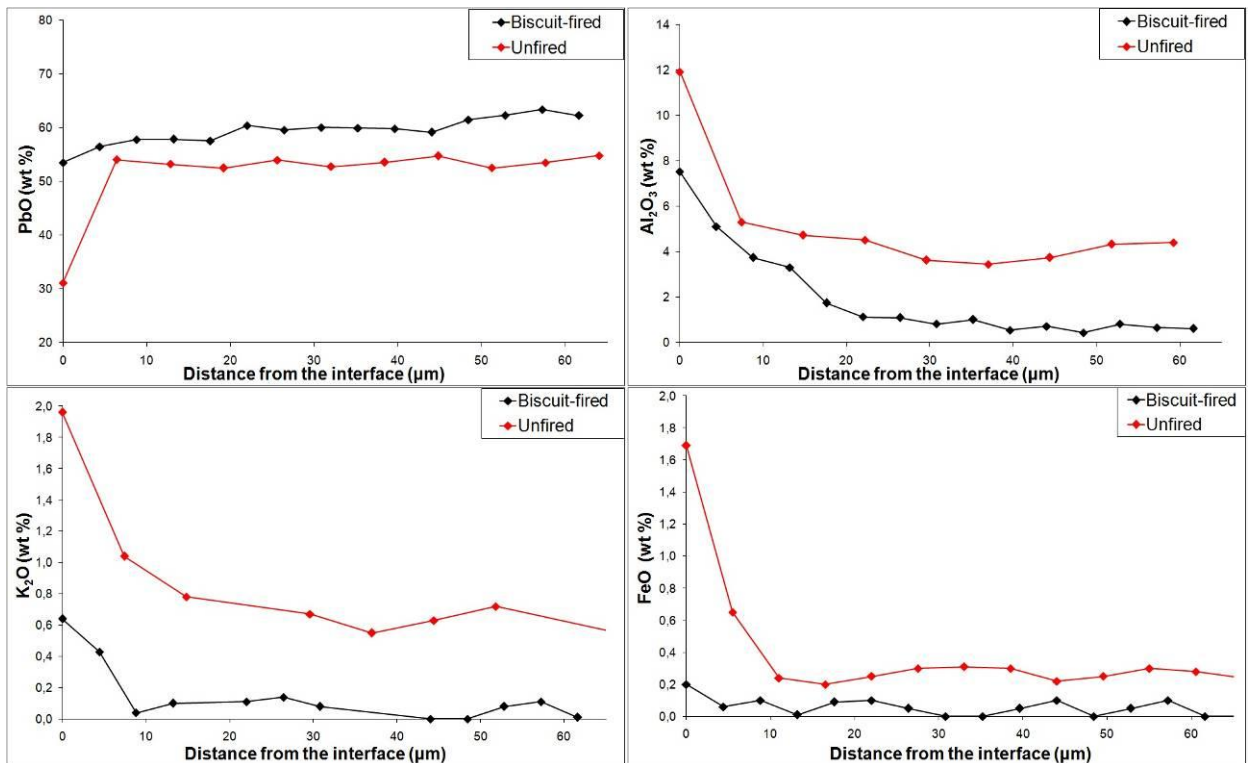 Biscuit-fired
Unfired
PbO (wt %)
80
70
60
50
40
30
20
0 10 20 30 40 50 60
Distance from the interface (µm)
Biscuit-fired
Unfired
Al₂O₃ (wt %)
14
12
10
8
6
4
2
0
0 10 20 30 40 50 60
Distance from the interface (µm)
Biscuit-fired
Unfired
K₂O (wt %)
2,0
1,8
1,6
1,4
1,2
1,0
0,8
0,6
0,4
0,2
0,0
0 10 20 30 40 50 60
Distance from the interface (µm)
Biscuit-fired
Unfired
FeO (wt %)
2,0
1,8
1,6
1,4
1,2
1,0
0,8
0,6
0,4
0,2
0,0
0 10 20 30 40 50 60
Distance from the interface (µm)